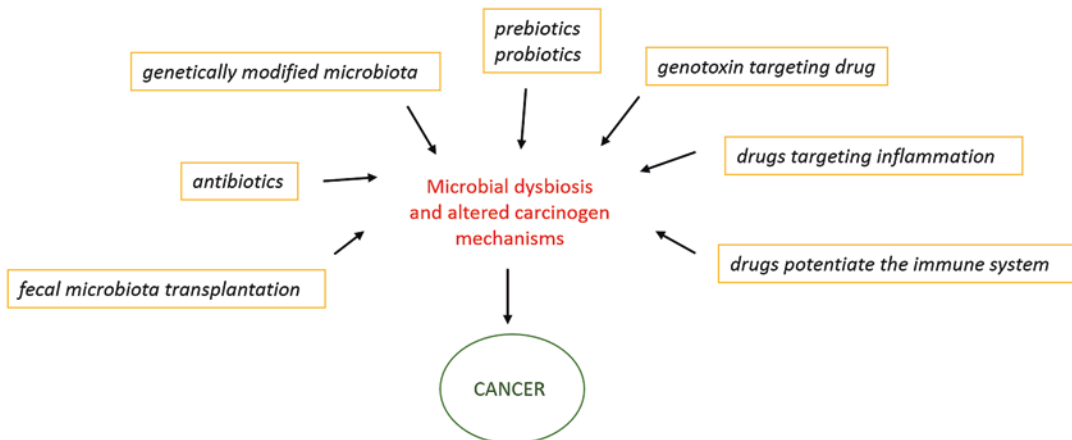 prebiotics
probiotics
genetically modified microbiota
genotoxin targeting drug
drugs targeting inflammation
antibiotics
Microbial dysbiosis
and altered carcinogen
mechanisms
drugs potentiate the immune system
fecal microbiota transplantation
CANCER